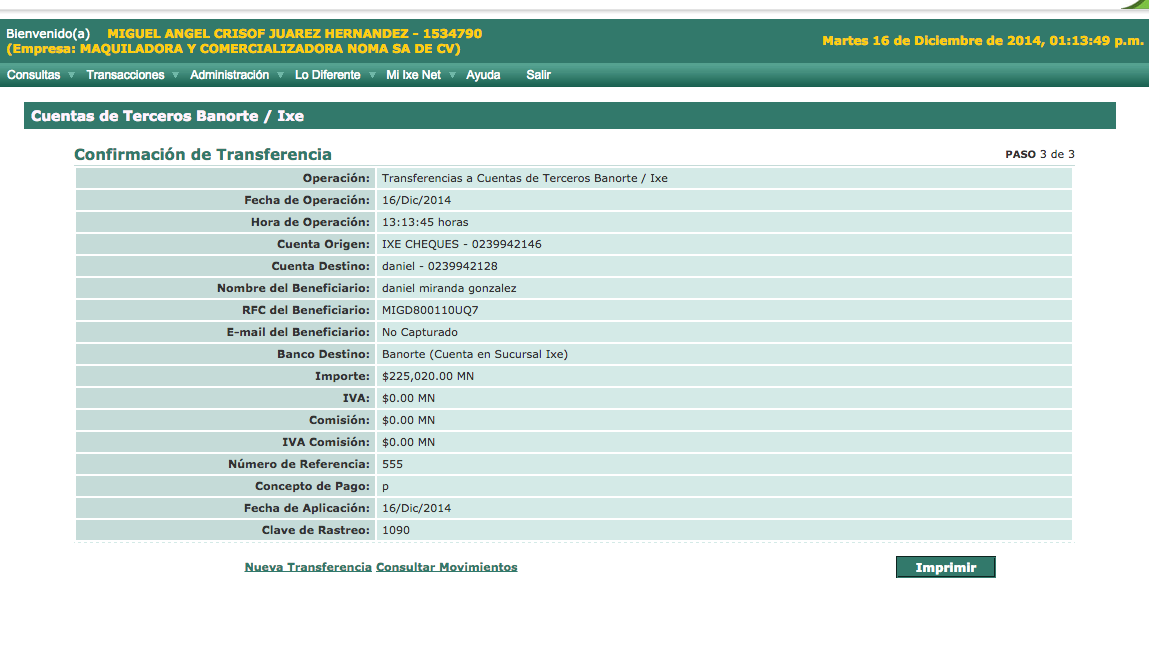 Bienvenido(a) MIGUEL ANGEL CRISOF JUAREZ HERNANDEZ - 1534790
(Empresa: MAQUILADORA Y COMERCIALIZADORA NOMA SA DE CV)
Martes 16 de Diciembre de 2014, 01:13:49 p.m.
Consultas Transacciones Administración Lo Diferente Mi Ixe Net Ayuda Salir
Cuentas de Terceros Banorte / Ixe
Confirmación de Transferencia PASO 3 de 3
Operación: Transferencias a Cuentas de Terceros Banorte / Ixe
Fecha de Operación: 16/Dic/2014
Hora de Operación: 13:13:45 horas
Cuenta Origen: IXE CHEQUES - 0239942146
Cuenta Destino: daniel - 0239942128
Nombre del Beneficiario: daniel miranda gonzalez
RFC del Beneficiario: MIGD800110UQ7
E-mail del Beneficiario: No Capturado
Banco Destino: Banorte (Cuenta en Sucursal Ixe)
Importe: $225,020.00 MN
IVA: $0.00 MN
Comisión: $0.00 MN
IVA Comisión: $0.00 MN
Número de Referencia: 555
Concepto de Pago: p
Fecha de Aplicación: 16/Dic/2014
Clave de Rastreo: 1090
Nueva Transferencia Consultar Movimientos Imprimir